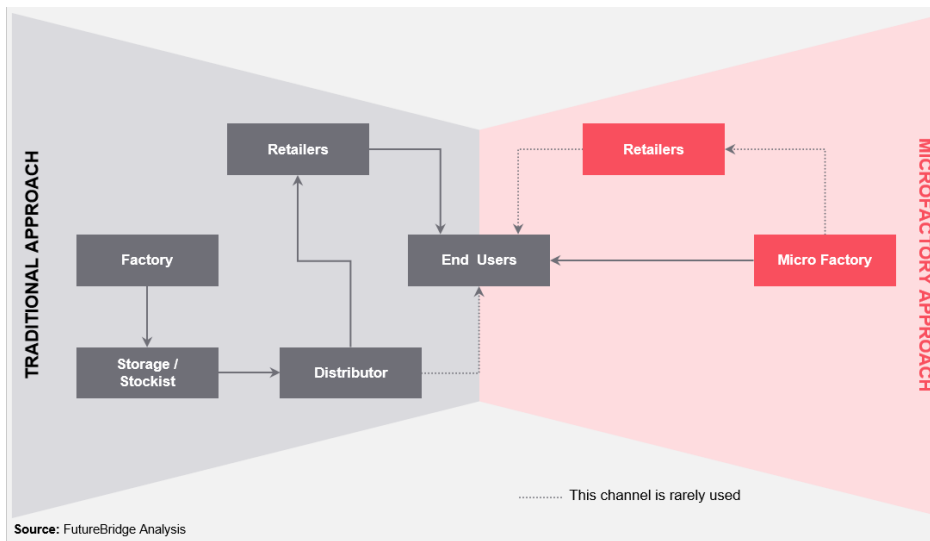 TRADITIONAL APPROACH
Retailers
Factory
Storage /
Stockist
Distributor
End Users
Retailers
Micro Factory
MICROFACTORY APPROACH
This channel is rarely used
Source: FutureBridge Analysis